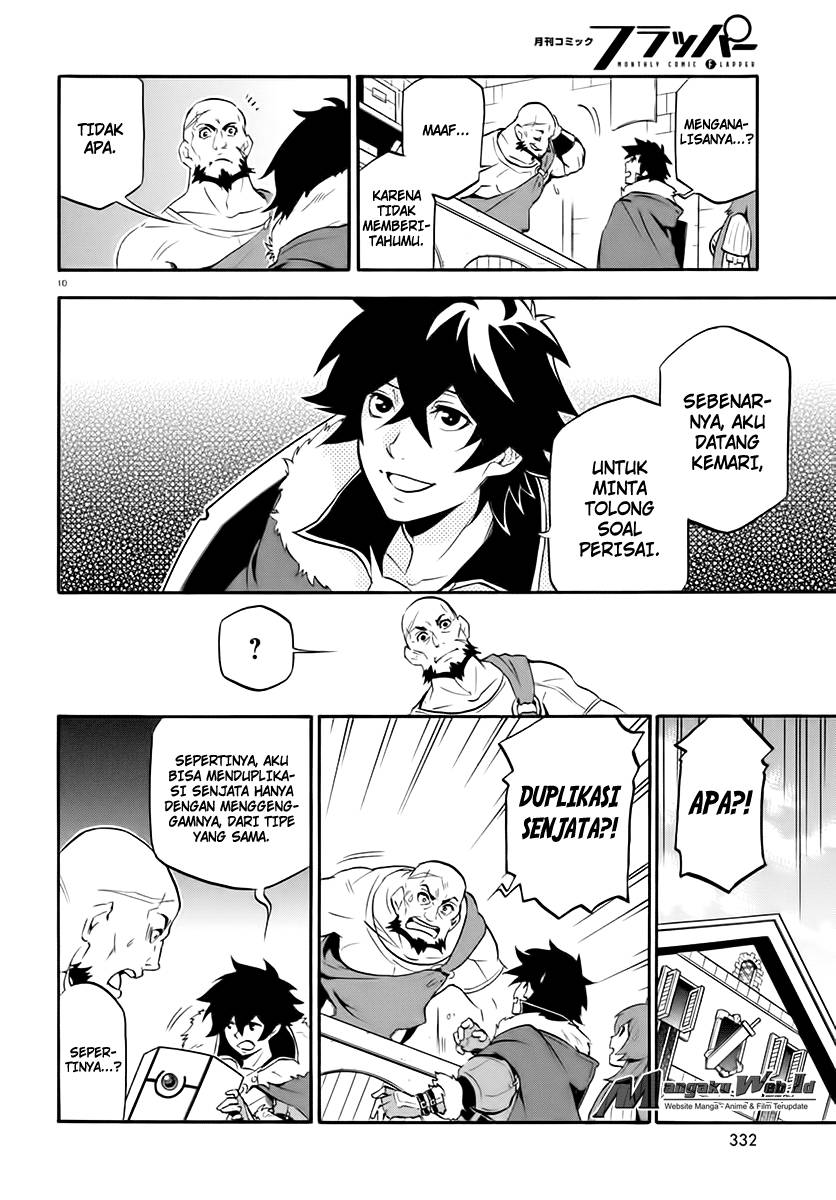 月刊コミック
フラッパー
MONTHLY COMIC FLAPPER
MENGANA-
LISANYA...?
MAAF...
KARENA
TIDAK
MEMBERI-
TAHUMU.
TIDAK
APA.
10
SEBENAR-
NYA, AKU
DATANG
KEMARI,
UNTUK
MINTA
TOLONG
SOAL
PERISAI.
?
APA?!
DUPLIKASI
SENJATA?!
SEPERTINYA, AKU
BISA MENDUPLIKA-
SI SENJATA HANYA
DENGAN MENGGENG-
GAMNYA, DARI TIPE
YANG SAMA.
SEPER-
TINYA...?
Mangaku.Web.Id
Website Manga - Anime & Film Terupdate
332